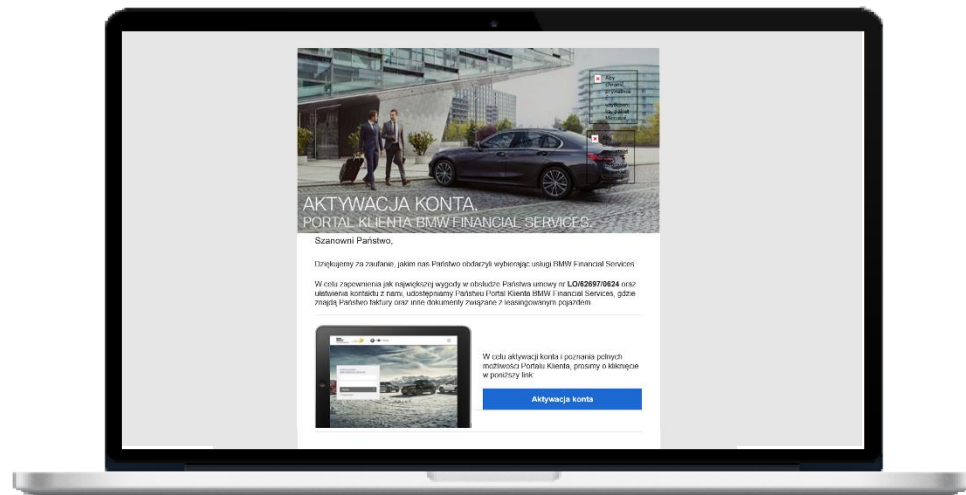 Aby
chronić
AKTYWACJA KONTA.
PORTAL KLIENTA BMW FINANCIAL SERVICES.
Szanowni Państwo,
Dziękujemy za zaufanie, jakim nas Państwo obdarzyli wybierając usługi BMW Financial Services
W celu zapewnienia jak największej wygody w obsłudze Państwa umowy nr LO/62697/0624 oraz
ułatwienia kontaktu z nami, udostępniamy Państwu Portal Klienta BMW Financial Services, gdzie
znajdą Państwo faktury oraz inne dokumenty związane z leasingowanym pojazdem
W celu aktywacji konta i poznania pełnych
możliwości Portalu Klienta, prosimy o kliknięcie
w poniższy link:
Aktywacja konta